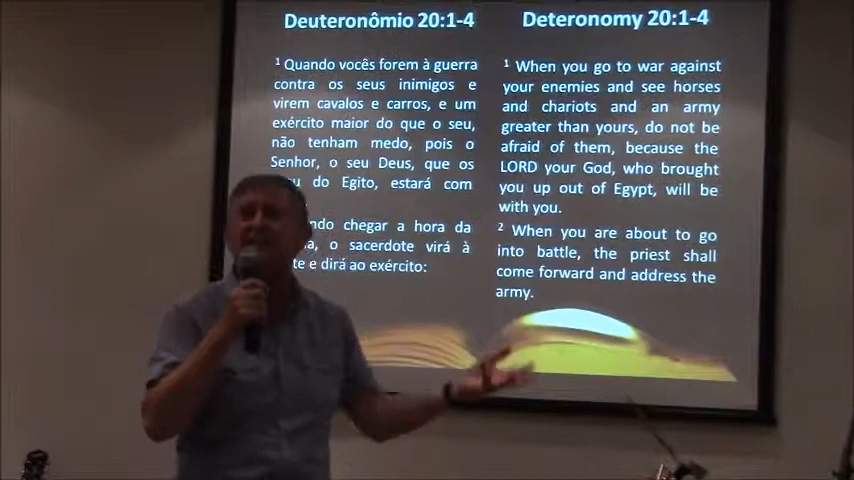 Deuteronômio 20:1-4
¹ Quando vocês forem à guerra
contra os seus inimigos e
virem cavalos e carros, e um
exército maior do que o seu,
não tenham medo, pois o
Senhor, o seu Deus, que os
do Egito, estará com
chegar a hora da
o sacerdote virá à
e dirá ao exército:
Deteronomy 20:1-4
¹ When you go to war against
your enemies and see horses
and chariots and an army
greater than yours, do not be
afraid of them, because the
LORD your God, who brought
you up out of Egypt, will be
with you.
² When you are about to go
into battle, the priest shall
come forward and address the
army.